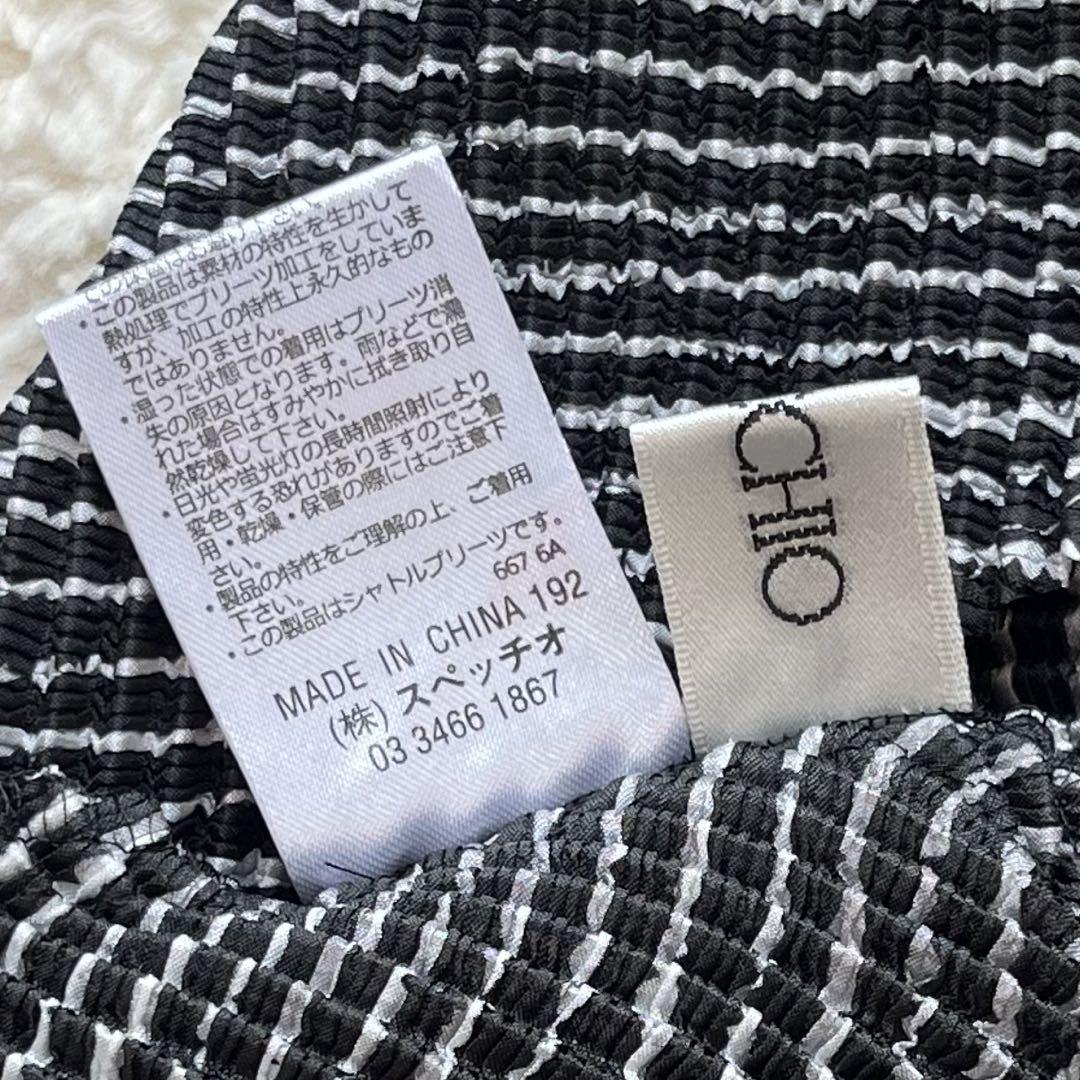 ・この製品は素材の特性を生かして
熱処理でプリーツ加工をしていま
すが、加工の特性上永久的なもの
ではありません。
・湿った状態での着用はプリーツ消
失の原因となります。雨などで濡
れた場合はすみやかに拭き取り自
然乾燥して下さい。
・日光や蛍光灯の長時間照射により
変色する恐れがありますのでご着
用・乾燥・保管の際にはご注意下
さい。
・製品の特性をご理解の上、ご着用
下さい。
・この製品はシャトルプリーツです。
667 6A
MADE IN CHINA 192
(株) スペッチオ
03 3466 1867
CHIO